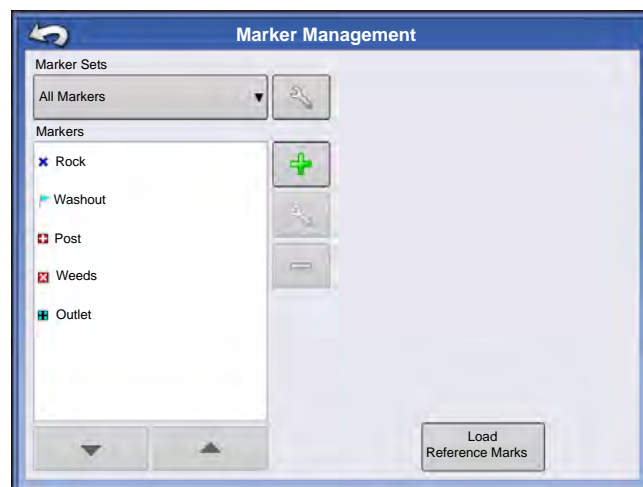 Marker Management
Marker Sets
All Markers
Markers
Rock
Washout
Post
Weeds
Outlet
Load
Reference Marks